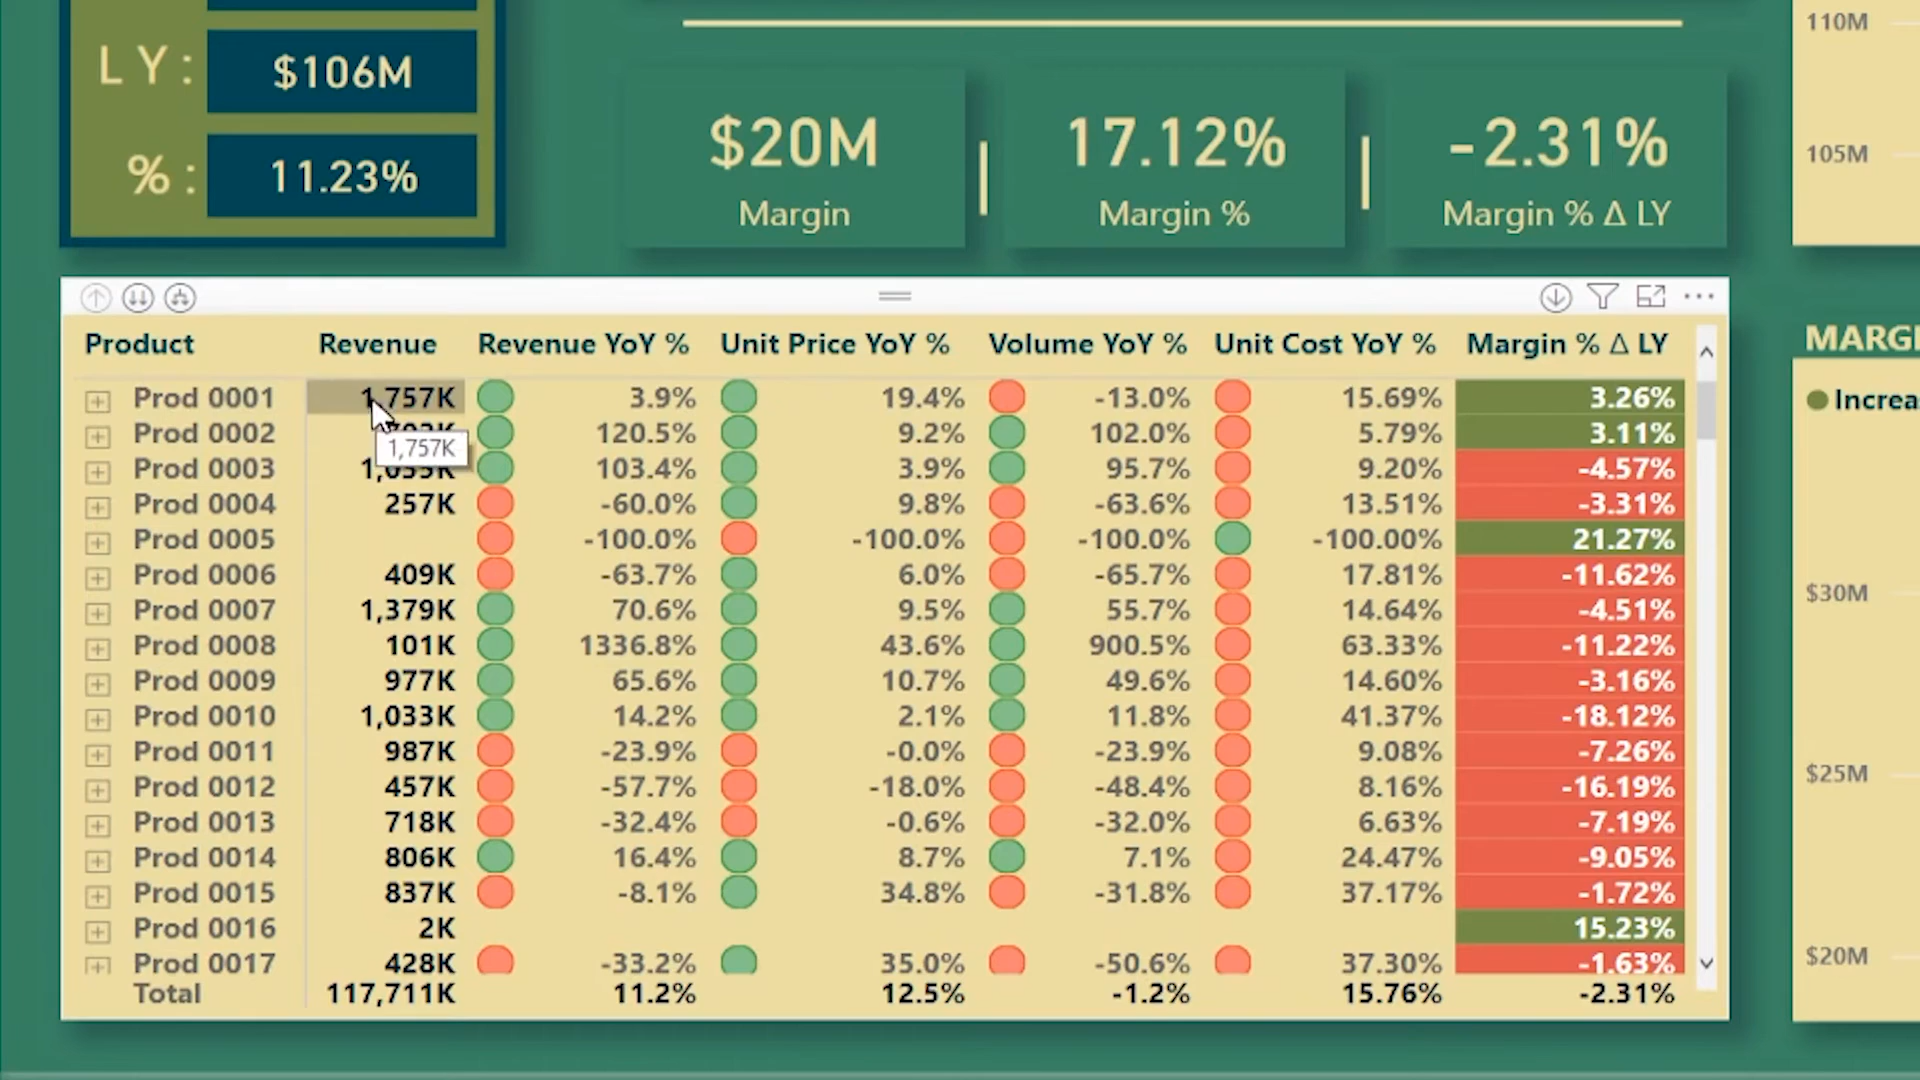 LY: $106M
%: 11.23%
$20M
Margin
17.12%
Margin %
-2.31%
Margin % Δ LY
110M
105M
Product Revenue Revenue YoY % Unit Price YoY % Volume YoY % Unit Cost YoY % Margin % Δ LY
Prod 0001 1,757K 3.9% 19.4% -13.0% 15.69% 3.26%
Prod 0002 120.5% 9.2% 102.0% 5.79% 3.11%
1,757K
Prod 0003 103.4% 3.9% 95.7% 9.20% -4.57%
Prod 0004 257K -60.0% 9.8% -63.6% 13.51% -3.31%
Prod 0005 -100.0% -100.0% -100.0% -100.00% 21.27%
Prod 0006 409K -63.7% 6.0% -65.7% 17.81% -11.62%
Prod 0007 1,379K 70.6% 9.5% 55.7% 14.64% -4.51%
Prod 0008 101K 1336.8% 43.6% 900.5% 63.33% -11.22%
Prod 0009 977K 65.6% 10.7% 49.6% 14.60% -3.16%
Prod 0010 1,033K 14.2% 2.1% 11.8% 41.37% -18.12%
Prod 0011 987K -23.9% -0.0% -23.9% 9.08% -7.26%
Prod 0012 457K -57.7% -18.0% -48.4% 8.16% -16.19%
Prod 0013 718K -32.4% -0.6% -32.0% 6.63% -7.19%
Prod 0014 806K 16.4% 8.7% 7.1% 24.47% -9.05%
Prod 0015 837K -8.1% 34.8% -31.8% 37.17% -1.72%
Prod 0016 2K 15.23%
Prod 0017 428K -33.2% 35.0% -50.6% 37.30% -1.63%
Total 117,711K 11.2% 12.5% -1.2% 15.76% -2.31%
MARG
Increa
$30M
$25M
$20M